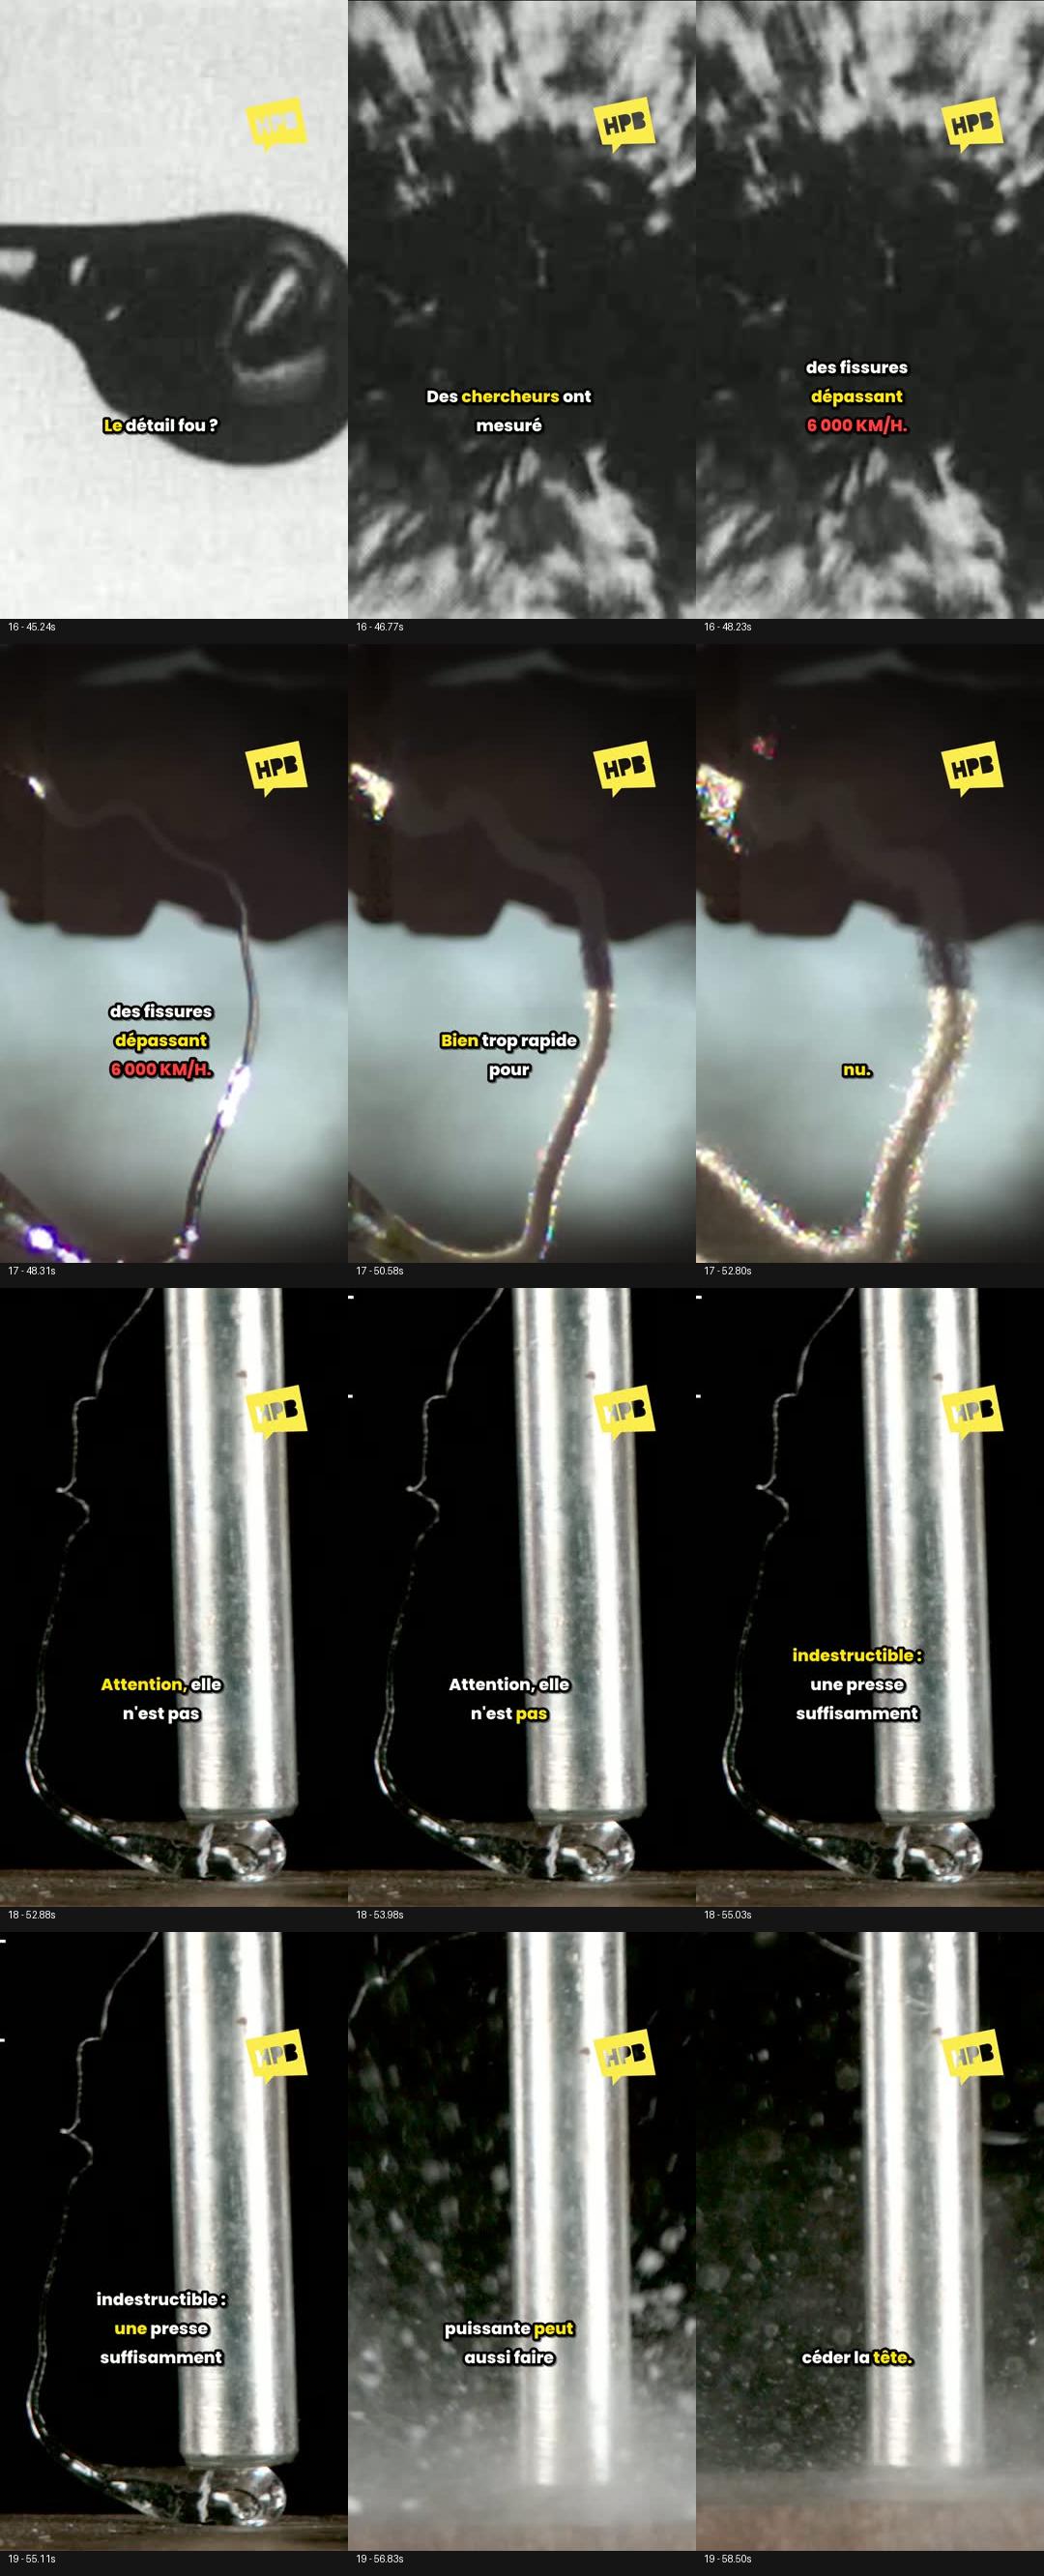 HPB
Le détail fou ?
16 - 45.24s
HPB
Des chercheurs ont
mesuré
16 - 46.77s
HPB
des fissures
dépassant
6 000 KM/H.
16 - 48.23s
HPB
des fissures
dépassant
6 000 KM/H.
17 - 48.31s
HPB
Bien trop rapide
pour
17 - 50.58s
HPB
nu.
17 - 52.80s
HPB
Attention, elle
n'est pas
18 - 52.88s
HPB
Attention, elle
n'est pas
18 - 53.98s
HPB
indestructible :
une presse
suffisamment
18 - 55.03s
HPB
indestructible :
une presse
suffisamment
19 - 55.11s
HPB
puissante peut
aussi faire
19 - 56.83s
HPB
céder la tête.
19 - 58.50s